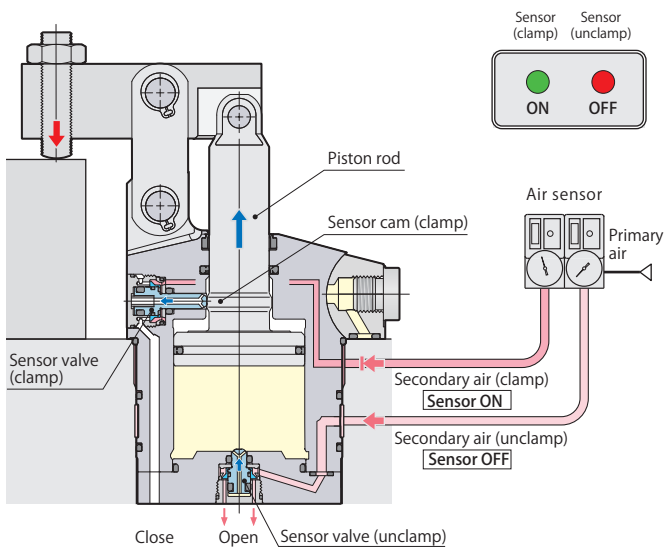 Sensor
(clamp)
Sensor
(unclamp)
ON
OFF
Piston rod
Air sensor
Sensor cam (clamp)
Primary
air
Sensor valve
(clamp)
Secondary air (clamp)
Sensor ON
Secondary air (unclamp)
Sensor OFF
Close
Open
Sensor valve (unclamp)